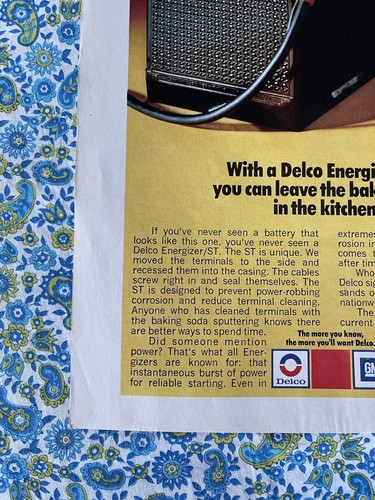 With a Delco Energi
you can leave the bak
in the kitchen
If you've never seen a battery that
looks like this one, you've never seen a
Delco Energizer/ST. The ST is unique. We
moved the terminals to the side and
recessed them into the casing. The cables
screw right in and seal themselves. The
ST is designed to prevent power-robbing
corrosion and reduce terminal cleaning.
Anyone who has cleaned terminals with
the baking soda sputtering knows there
are better ways to spend time.
Did someone mention
power? That's what all Ener-
gizers are known for: that
instantaneous burst of power
for reliable starting. Even in
extremes
rosion in
comes t
after tim
Who
Delco sig
sands o
nationw
The
current
The more you know,
the more you'll want Delco.
Delco
GM